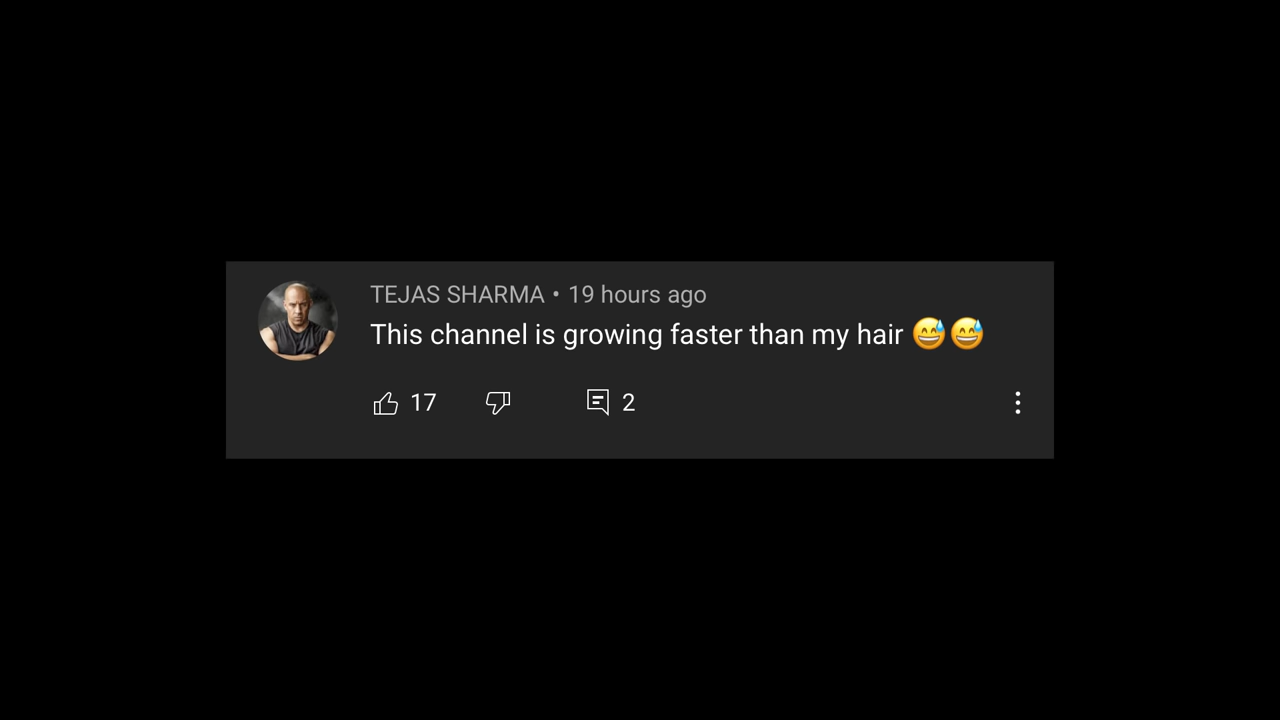 TEJAS SHARMA • 19 hours ago
This channel is growing faster than my hair 😅😅
17 2